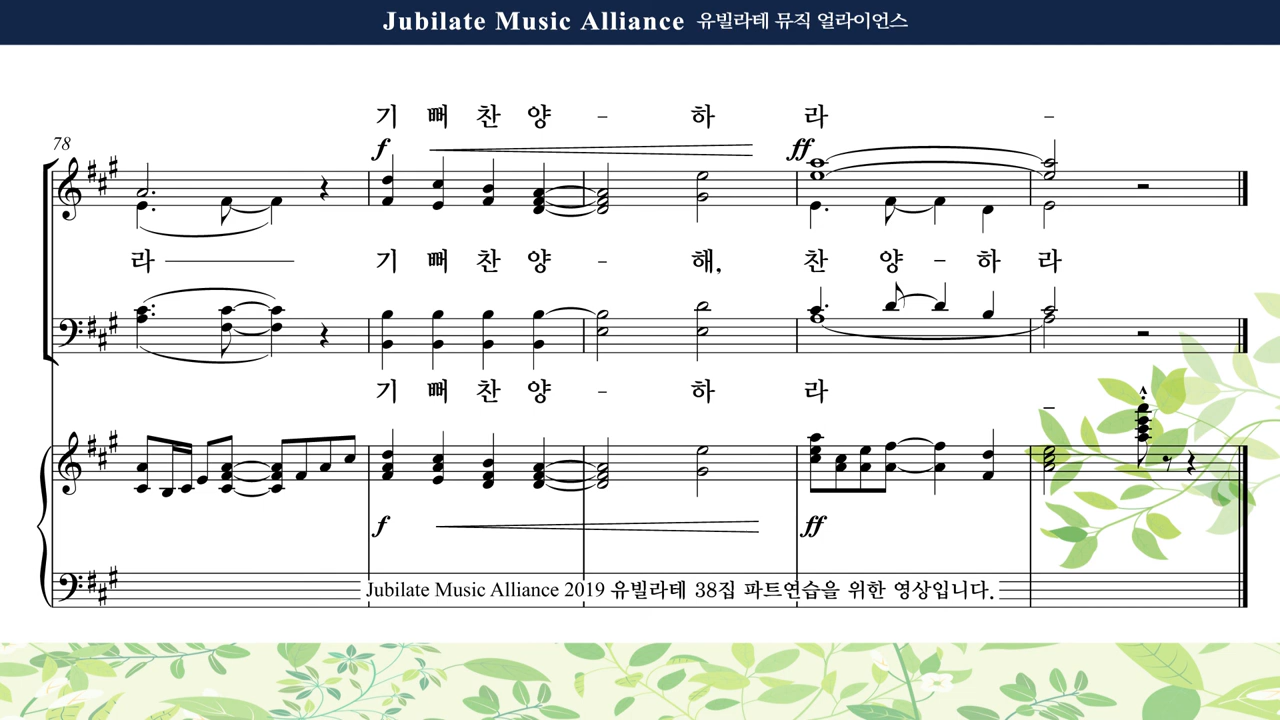 Jubilate Music Alliance 유빌라테 뮤직 얼라이언스
기 뻐 찬 양 - 하 라 -
78
f ff
라 기 뻐 찬 양 - 해, 찬 양 - 하 라
기 뻐 찬 양 - 하 라
f ff
Jubilate Music Alliance 2019 유빌라테 38집 파트연습을 위한 영상입니다.